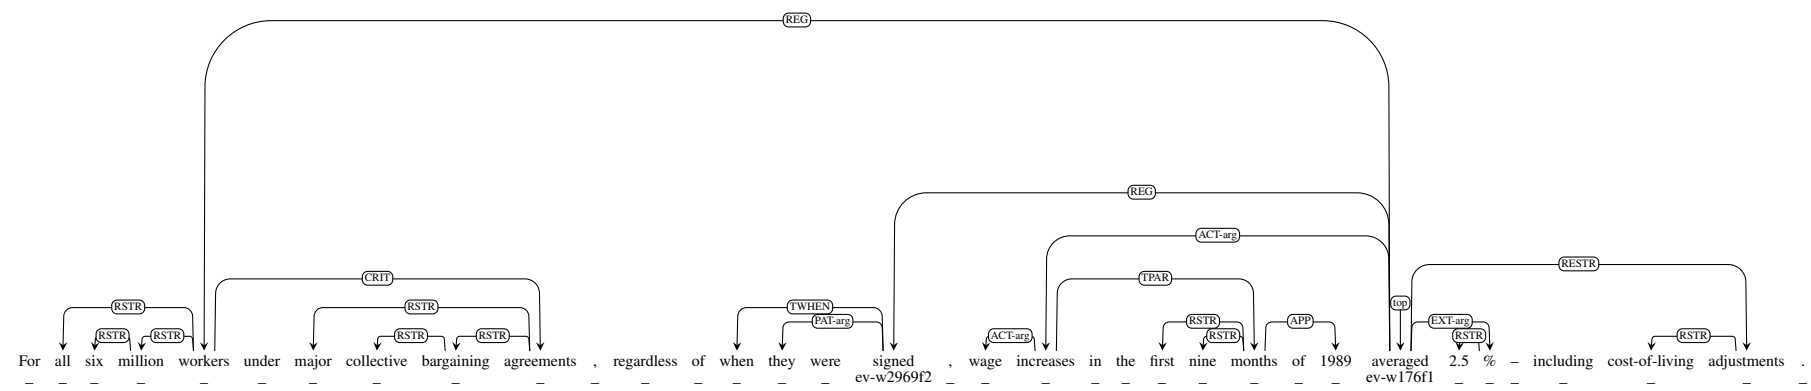 REG
REG
ACT-arg
RESTR
CRIT TPAR
top
RSTR RSTR TWHEN
PAT-arg RSTR APP EXT-arg
RSTR RSTR RSTR RSTR ACT-arg RSTR RSTR RSTR
For all six million workers under major collective bargaining agreements , regardless of when they were signed , wage increases in the first nine months of 1989 averaged 2.5 % – including cost-of-living adjustments .
_ _ _ _ _ _ _ _ _ _ _ _ _ _ _ _ ev-w2969f2 _ _ _ _ _ _ _ _ _ _ ev-w176f1 _ _ _ _ _ _ _